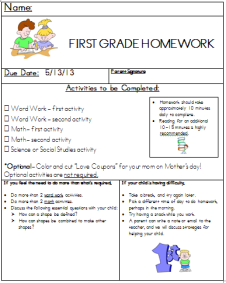 Name:
FIRST GRADE HOMEWORK
Due Date: 5/13/13
Parent Signature
Activities to be Completed:
☐ Word Work – first activity
☐ Word Work – second activity
☐ Math – first activity
☐ Math – second activity
☐ Science or Social Studies activity
• Homework should take approximately 10 minutes daily to complete.
• Reading for an additional 10-15 minutes is highly recommended.
*Optional – Color and cut "Love Coupons" for your mom on Mother's day!
Optional activities are not required.
If you feel the need to do more than what's required,
• Do more than 2 word work activities.
• Do more than 2 math activities.
• Discuss the following essential questions with your child:
➢ How can a shape be defined?
➢ How can shapes be combined to make other shapes?
If your child is having difficulty,
• Take a break, and try again later.
• Pick a different time of day to do homework, perhaps in the morning.
• Try having a snack while you work.
• A parent can write a note or email to the teacher, and we will discuss strategies for helping your child.
1st